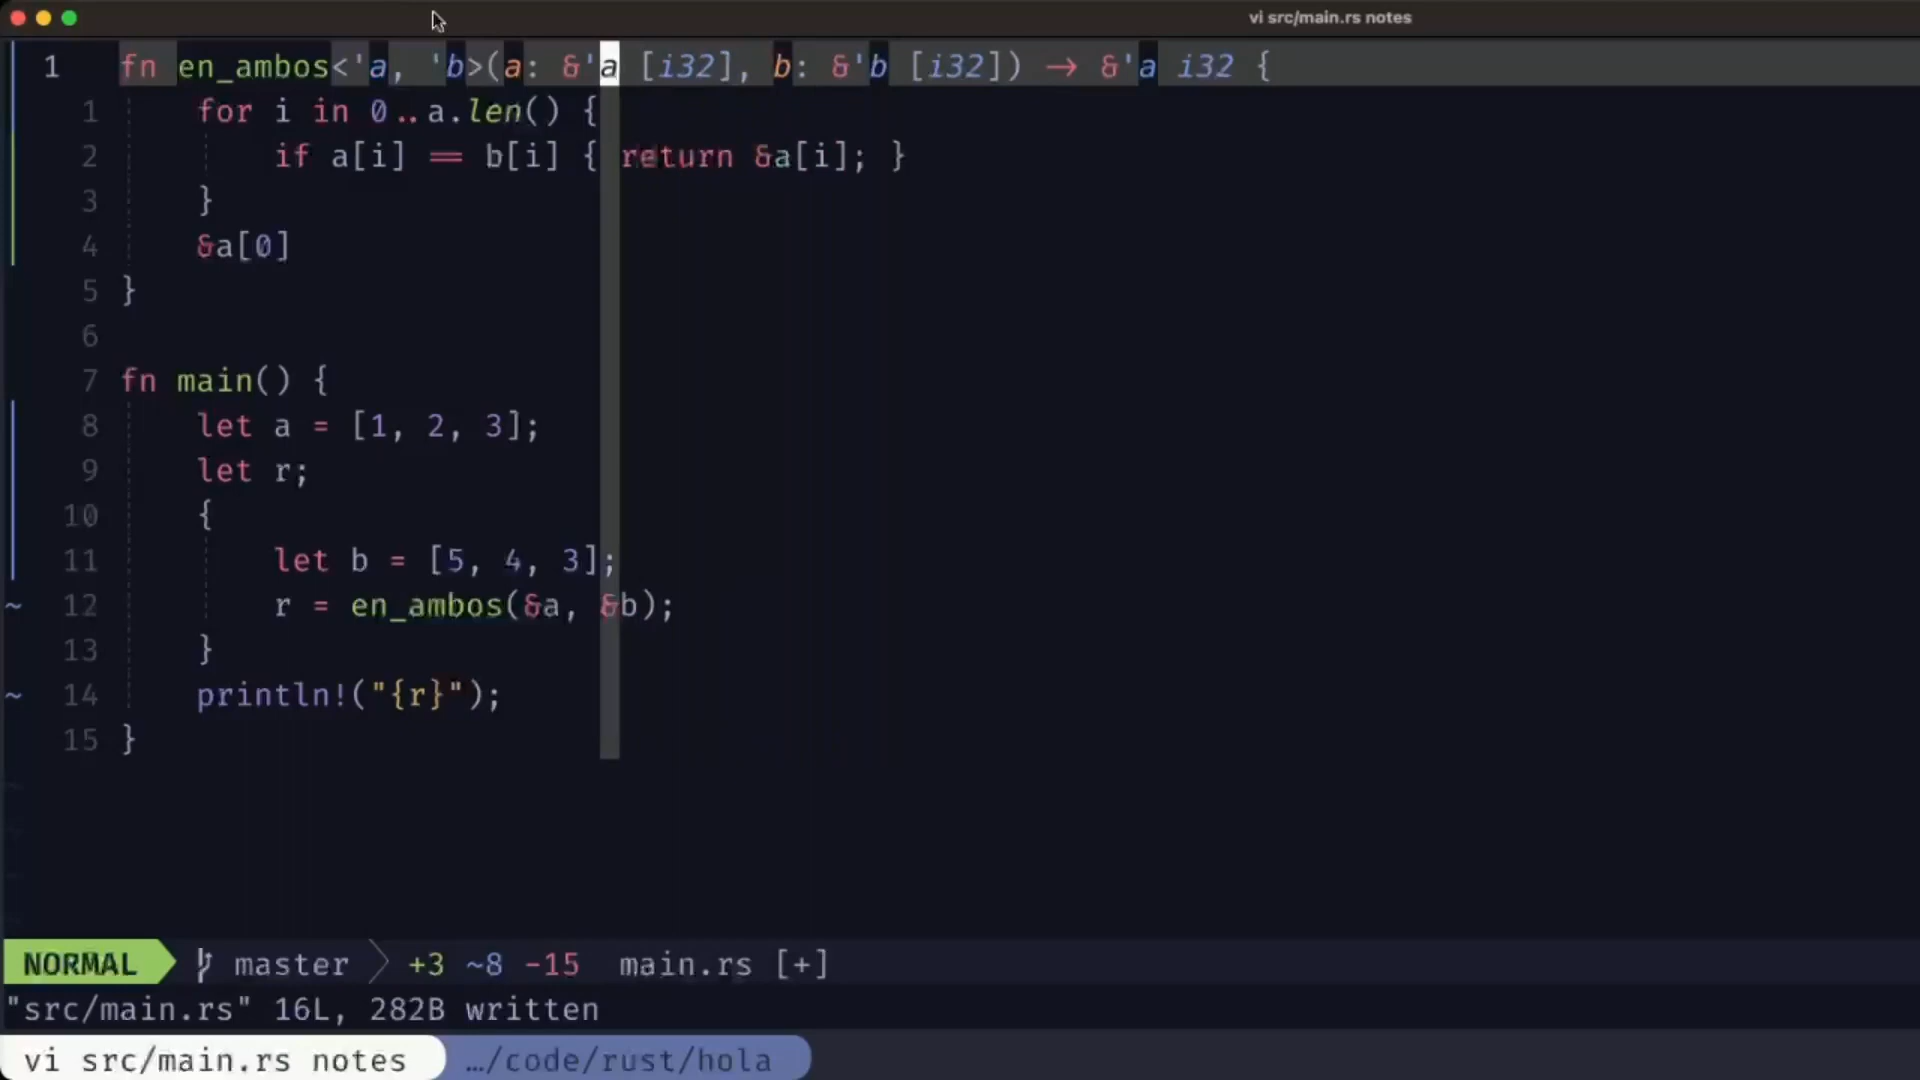 vi src/main.rs notes
1 fn en_ambos<'a, 'b>(a: &'a [i32], b: &'b [i32]) → &'a i32 {
1 for i in 0..a.len() {
2 if a[i] == b[i] { return &a[i]; }
3 }
4 &a[0]
5 }
6
7 fn main() {
8 let a = [1, 2, 3];
9 let r;
10 {
11 let b = [5, 4, 3];
~ 12 r = en_ambos(&a, &b);
13 }
~ 14 println!("{r}");
15 }
NORMAL master +3 ~8 -15 main.rs [+]
"src/main.rs" 16L, 282B written
vi src/main.rs notes …/code/rust/hola